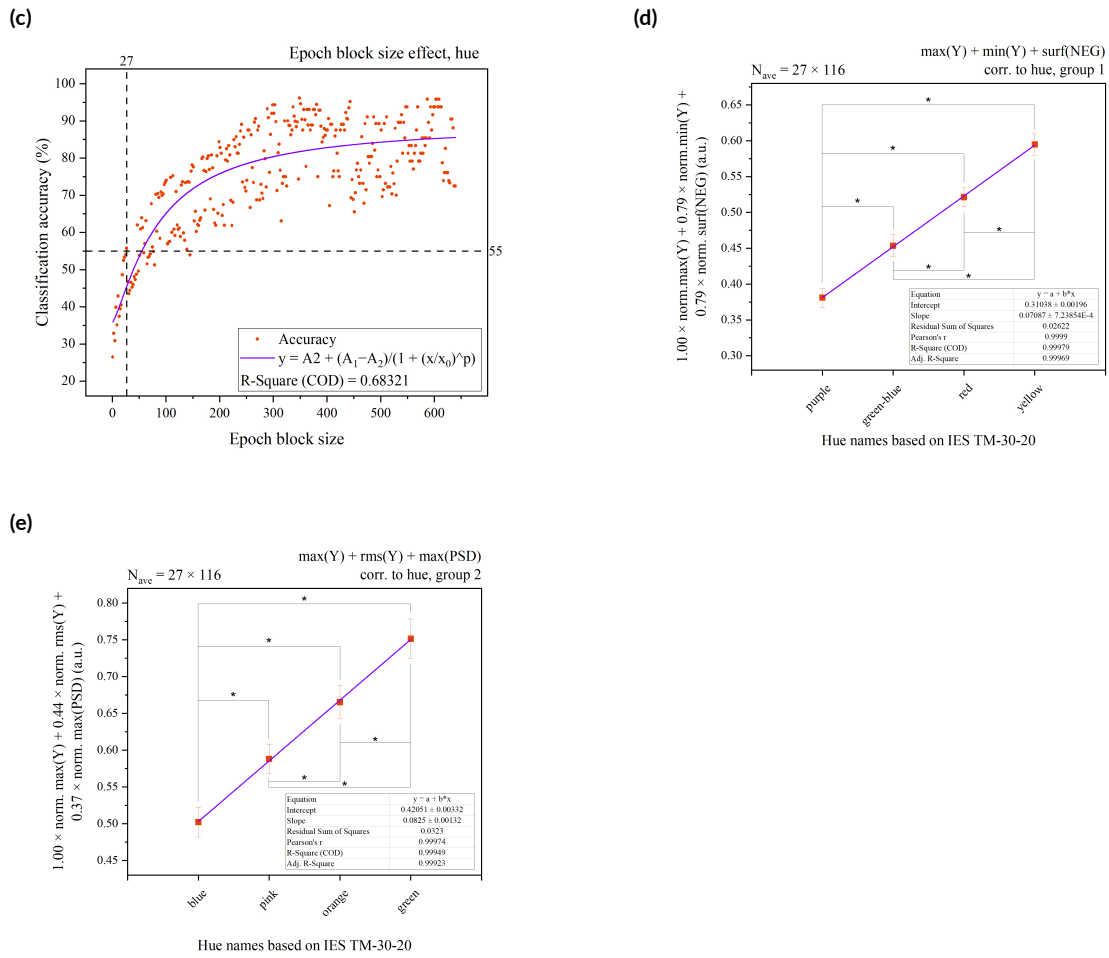 (c)
Epoch block size effect, hue
27
Classification accuracy (%)
100
90
80
70
60
50
40
30
20
55
Accuracy
y = A2 + (A₁−A₂)/(1 + (x/x₀)^p)
R-Square (COD) = 0.68321
0
100
200
300
400
500
600
Epoch block size
(d)
max(Y) + min(Y) + surf(NEG)
Nave = 27 × 116
corr. to hue, group 1
1.00 × norm.max(Y) + 0.79 × norm.min(Y) +
0.79 × norm. surf(NEG) (a.u.)
0.65
0.60
0.55
0.50
0.45
0.40
0.35
0.30
*
*
*
*
*
*
Equation y = a + b*x
Intercept 0.31038 ± 0.00196
Slope 0.07087 ± 7.23854E-4
Residual Sum of Squares 0.02622
Pearson's r 0.9999
R-Square (COD) 0.99979
Adj. R-Square 0.99969
purple
green-blue
red
yellow
Hue names based on IES TM-30-20
(e)
max(Y) + rms(Y) + max(PSD)
Nave = 27 × 116
corr. to hue, group 2
1.00 × norm. max(Y) + 0.44 × norm. rms(Y) +
0.37 × norm. max(PSD) (a.u.)
0.80
0.75
0.70
0.65
0.60
0.55
0.50
0.45
*
*
*
*
*
*
Equation y = a + b*x
Intercept 0.42051 ± 0.00332
Slope 0.0825 ± 0.00132
Residual Sum of Squares 0.0323
Pearson's r 0.99974
R-Square (COD) 0.99949
Adj. R-Square 0.99923
blue
pink
orange
green
Hue names based on IES TM-30-20